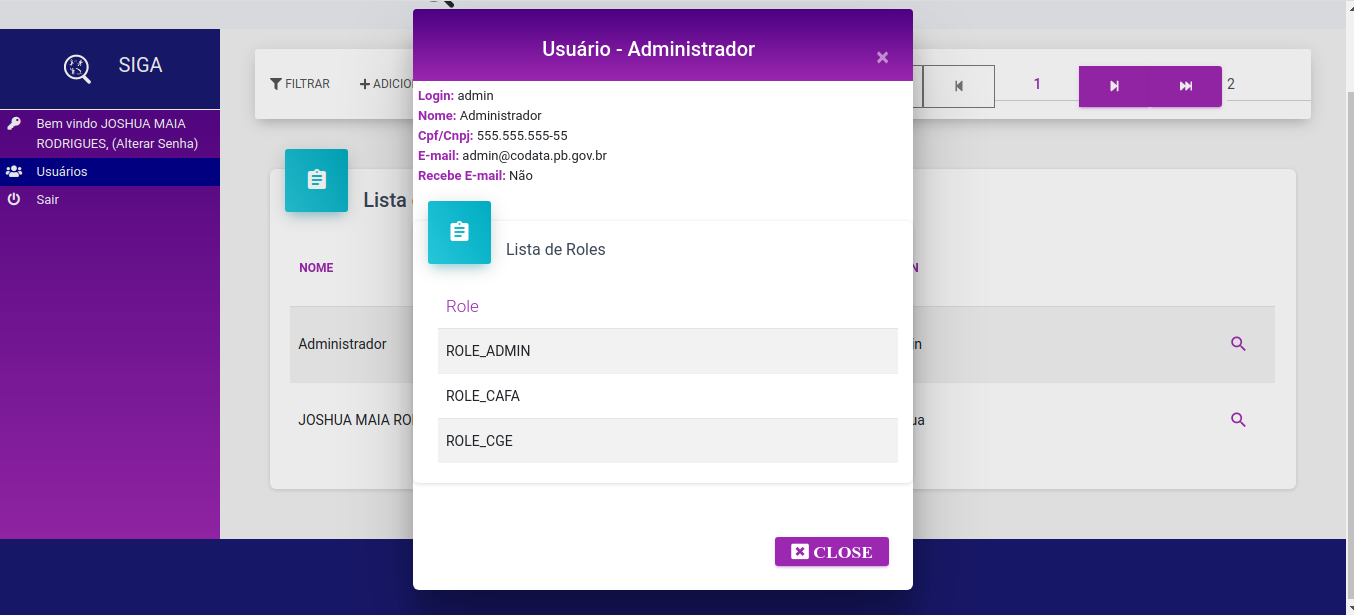 SIGA
Bem vindo JOSHUA MAIA
RODRIGUES, (Alterar Senha)
Usuários
Sair
FILTRAR
ADICIO
1
2
Lista
NOME
N
Administrador
in
JOSHUA MAIA RO
ua
Usuário - Administrador
×
Login: admin
Nome: Administrador
Cpf/Cnpj: 555.555.555-55
E-mail: admin@codata.pb.gov.br
Recebe E-mail: Não
Lista de Roles
Role
ROLE_ADMIN
ROLE_CAFA
ROLE_CGE
CLOSE